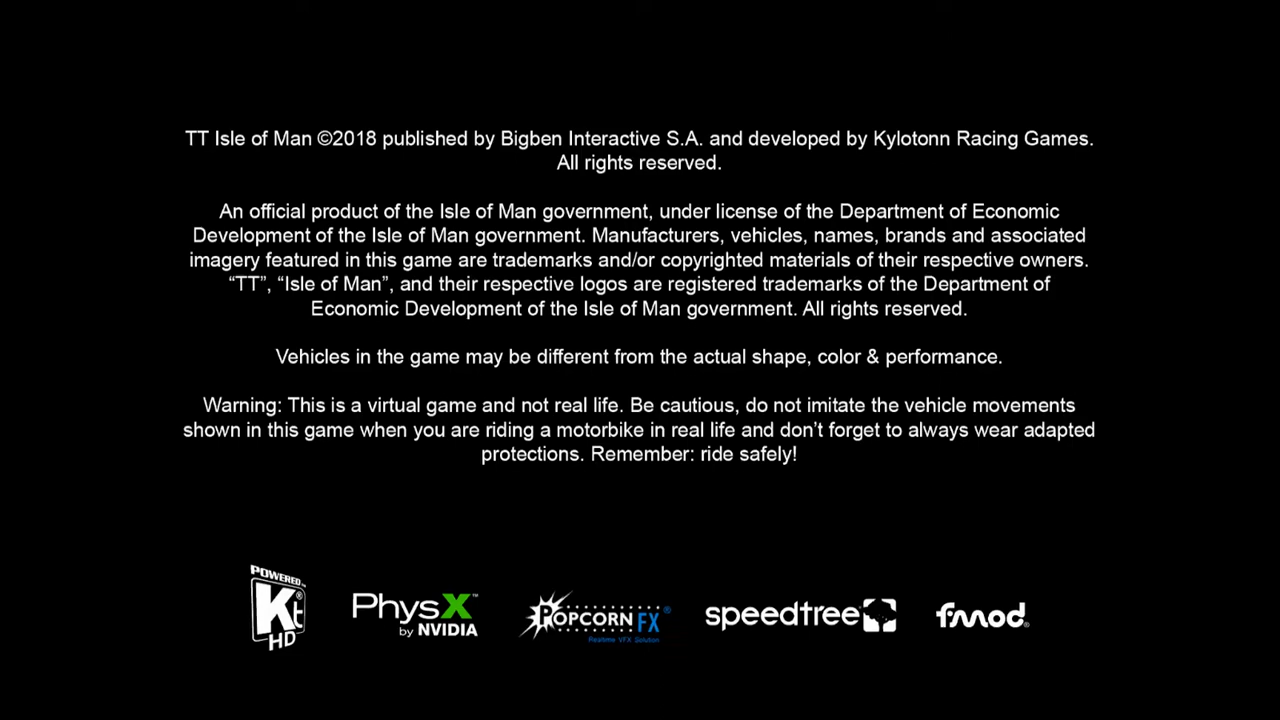 TT Isle of Man ©2018 published by Bigben Interactive S.A. and developed by Kylotonn Racing Games.
All rights reserved.
An official product of the Isle of Man government, under license of the Department of Economic
Development of the Isle of Man government. Manufacturers, vehicles, names, brands and associated
imagery featured in this game are trademarks and/or copyrighted materials of their respective owners.
“TT”, “Isle of Man”, and their respective logos are registered trademarks of the Department of
Economic Development of the Isle of Man government. All rights reserved.
Vehicles in the game may be different from the actual shape, color & performance.
Warning: This is a virtual game and not real life. Be cautious, do not imitate the vehicle movements
shown in this game when you are riding a motorbike in real life and don’t forget to always wear adapted
protections. Remember: ride safely!
POWERED™
Kt®
HD
PhysX™
by NVIDIA
POPCORN FX®
Realtime VFX Solution
speedtree
fmod®